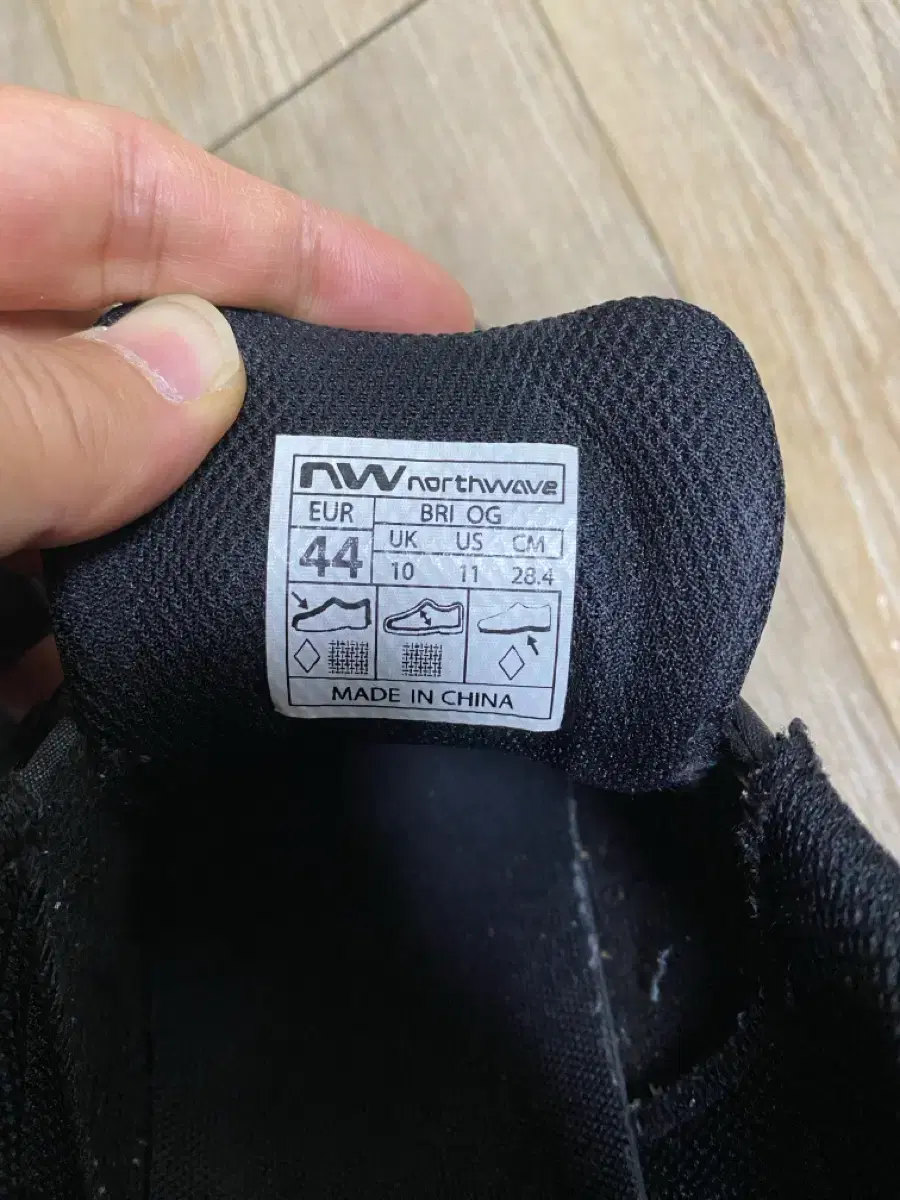 NW northwave
EUR BRI OG
44 UK US CM
10 11 28.4
MADE IN CHINA